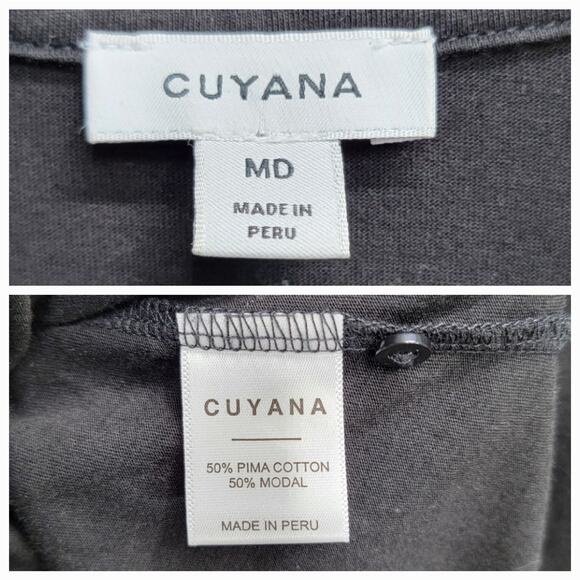 CUYANA
MD
MADE IN
PERU
CUYANA
50% PIMA COTTON
50% MODAL
MADE IN PERU